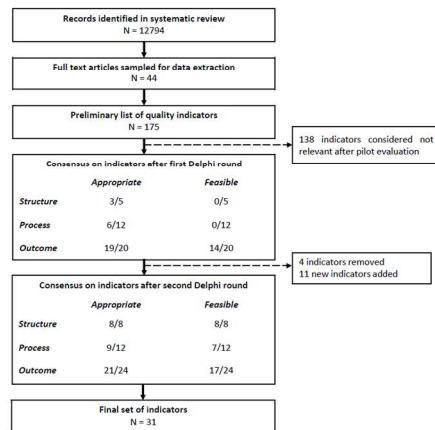 Records identified in systematic review
N = 12794
Full text articles sampled for data extraction
N = 44
Preliminary list of quality indicators
N = 175
138 indicators considered not
relevant after pilot evaluation
Consensus on indicators after first Delphi round
Appropriate Feasible
Structure 3/5 0/5
Process 6/12 0/12
Outcome 19/20 14/20
4 indicators removed
11 new indicators added
Consensus on indicators after second Delphi round
Appropriate Feasible
Structure 8/8 8/8
Process 9/12 7/12
Outcome 21/24 17/24
Final set of indicators
N = 31